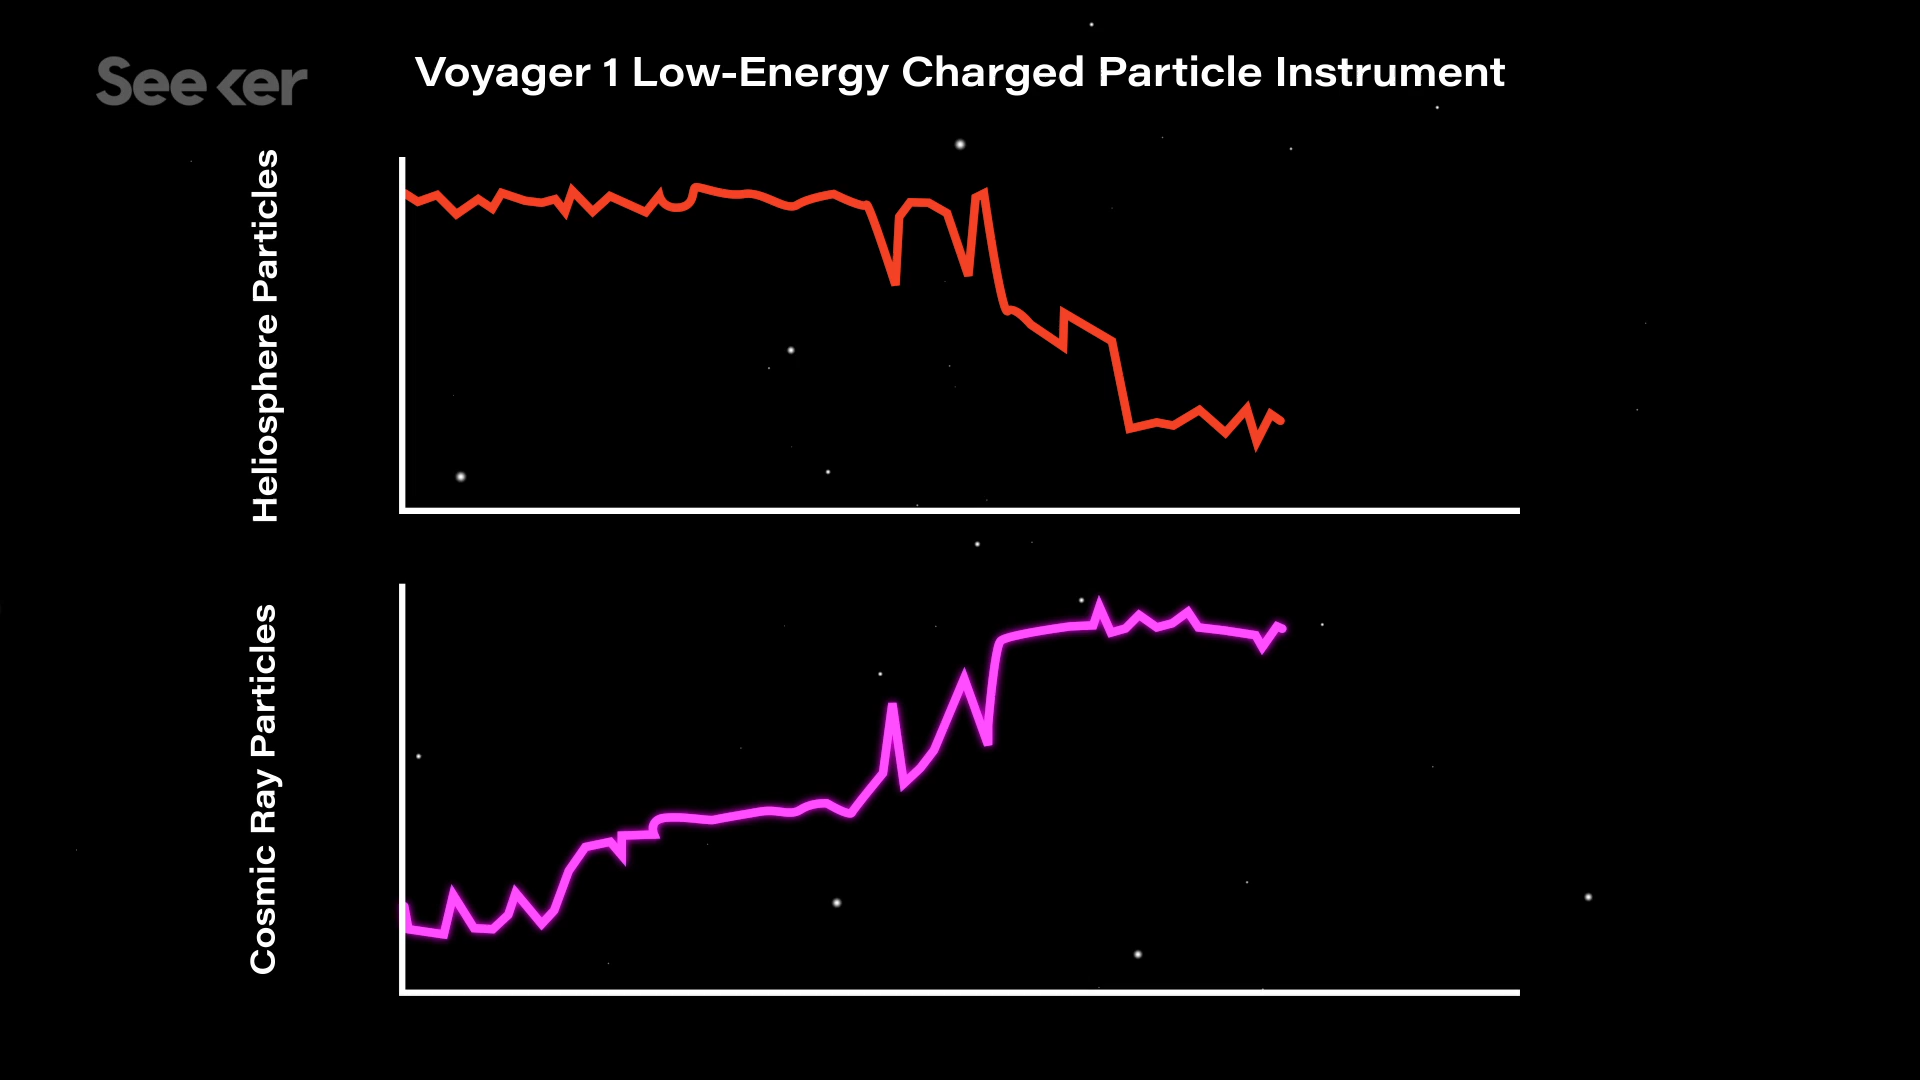 Seeker
Voyager 1 Low-Energy Charged Particle Instrument
Heliosphere Particles
Cosmic Ray Particles